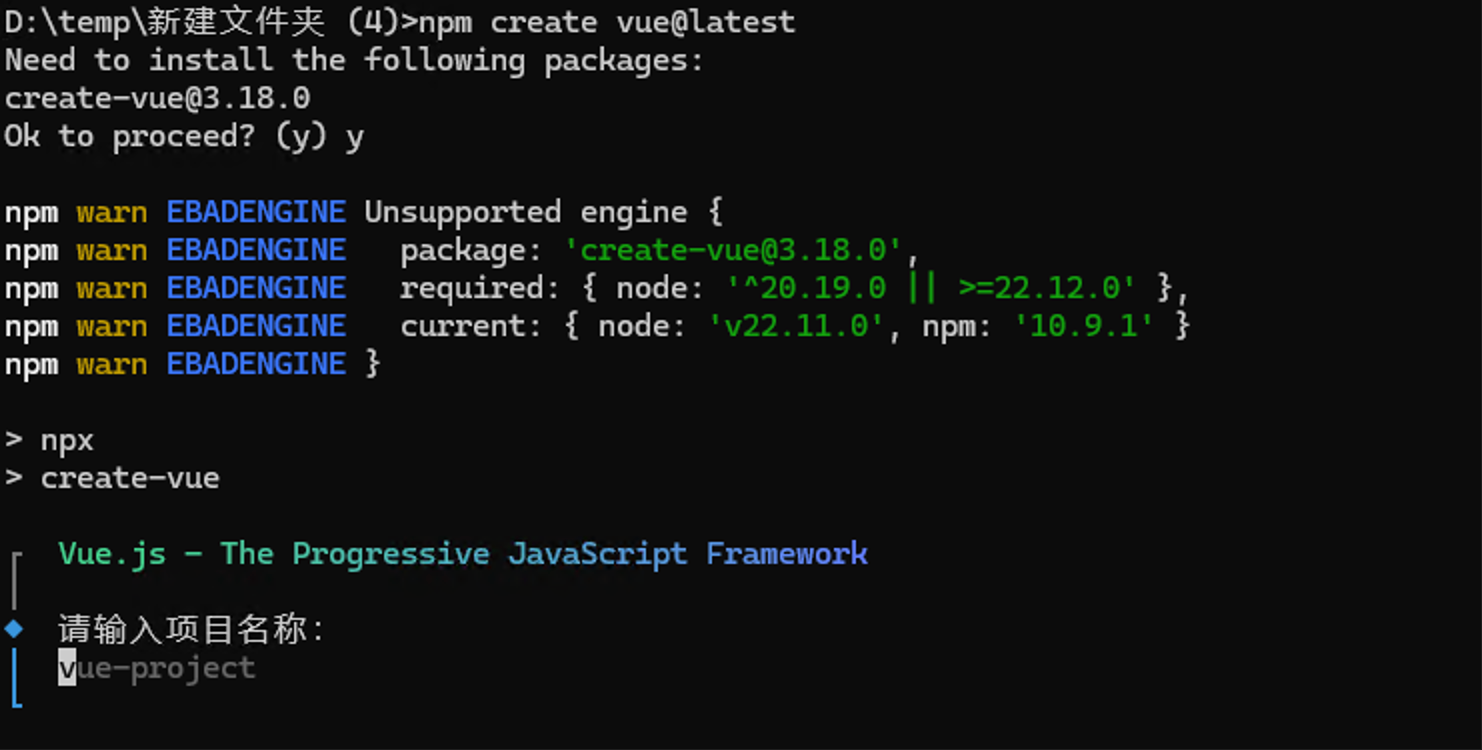 D:\temp\新建文件夹 (4)>npm create vue@latest
Need to install the following packages:
create-vue@3.18.0
Ok to proceed? (y) y
npm warn EBADENGINE Unsupported engine {
npm warn EBADENGINE   package: 'create-vue@3.18.0',
npm warn EBADENGINE   required: { node: '^20.19.0 || >=22.12.0' },
npm warn EBADENGINE   current: { node: 'v22.11.0', npm: '10.9.1' }
npm warn EBADENGINE }
> npx
> create-vue
Vue.js - The Progressive JavaScript Framework
请输入项目名称:
vue-project